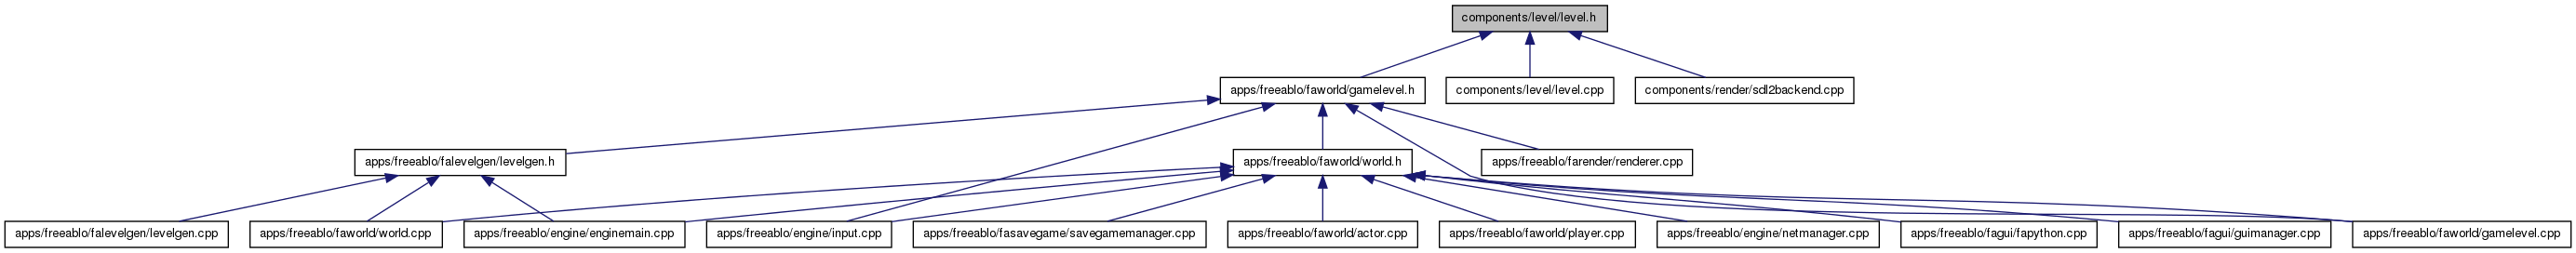 components/level/level.h
apps/freeablo/faworld/gamelevel.h
components/level/level.cpp
components/render/sdl2backend.cpp
apps/freeablo/falevelgen/levelgen.h
apps/freeablo/faworld/world.h
apps/freeablo/farender/renderer.cpp
apps/freeablo/falevelgen/levelgen.cpp
apps/freeablo/faworld/world.cpp
apps/freeablo/engine/enginemain.cpp
apps/freeablo/engine/input.cpp
apps/freeablo/fasavegame/savegamemanager.cpp
apps/freeablo/faworld/actor.cpp
apps/freeablo/faworld/player.cpp
apps/freeablo/engine/netmanager.cpp
apps/freeablo/fagui/fapython.cpp
apps/freeablo/fagui/guimanager.cpp
apps/freeablo/faworld/gamelevel.cpp